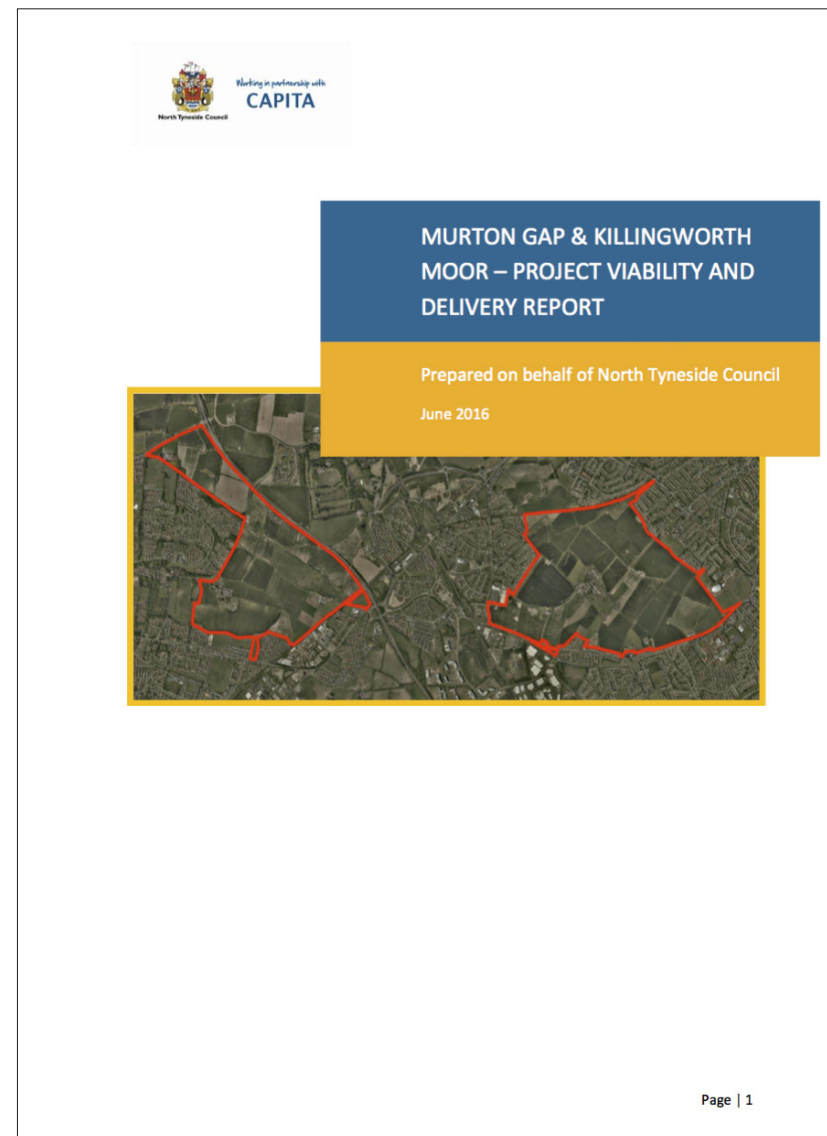 North Tyneside Council
Working in partnership with
CAPITA
MURTON GAP & KILLINGWORTH
MOOR – PROJECT VIABILITY AND
DELIVERY REPORT
Prepared on behalf of North Tyneside Council
June 2016
Page | 1